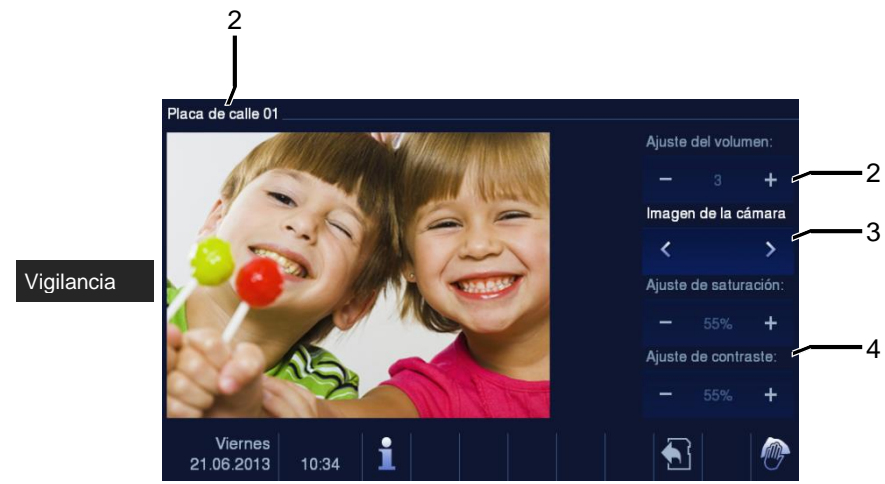 2
Placa de calle 01
Ajuste del volumen:
− 3 +
2
Imagen de la cámara
< >
3
Vigilancia
Ajuste de saturación:
− 55% +
Ajuste de contraste:
4
− 55% +
Viernes
21.06.2013 10:34
i